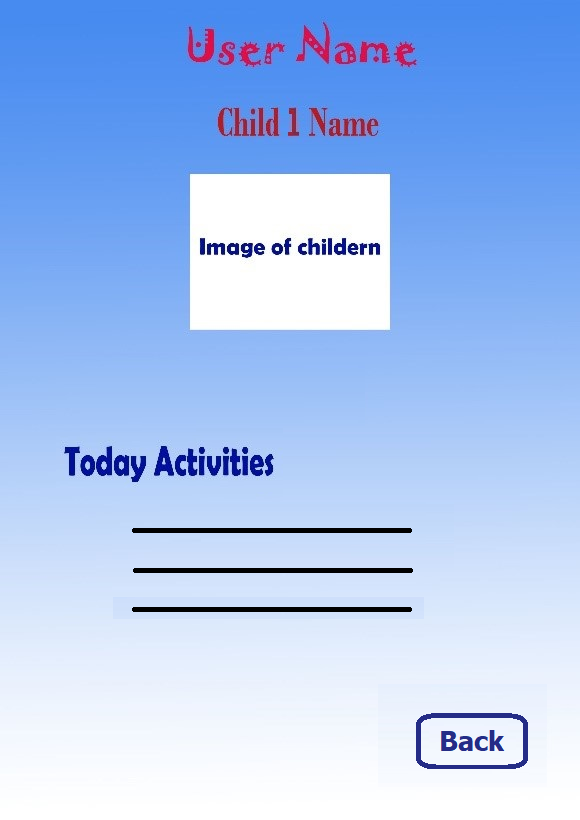 User Name
Child 1 Name
Image of childern
Today Activities
Back